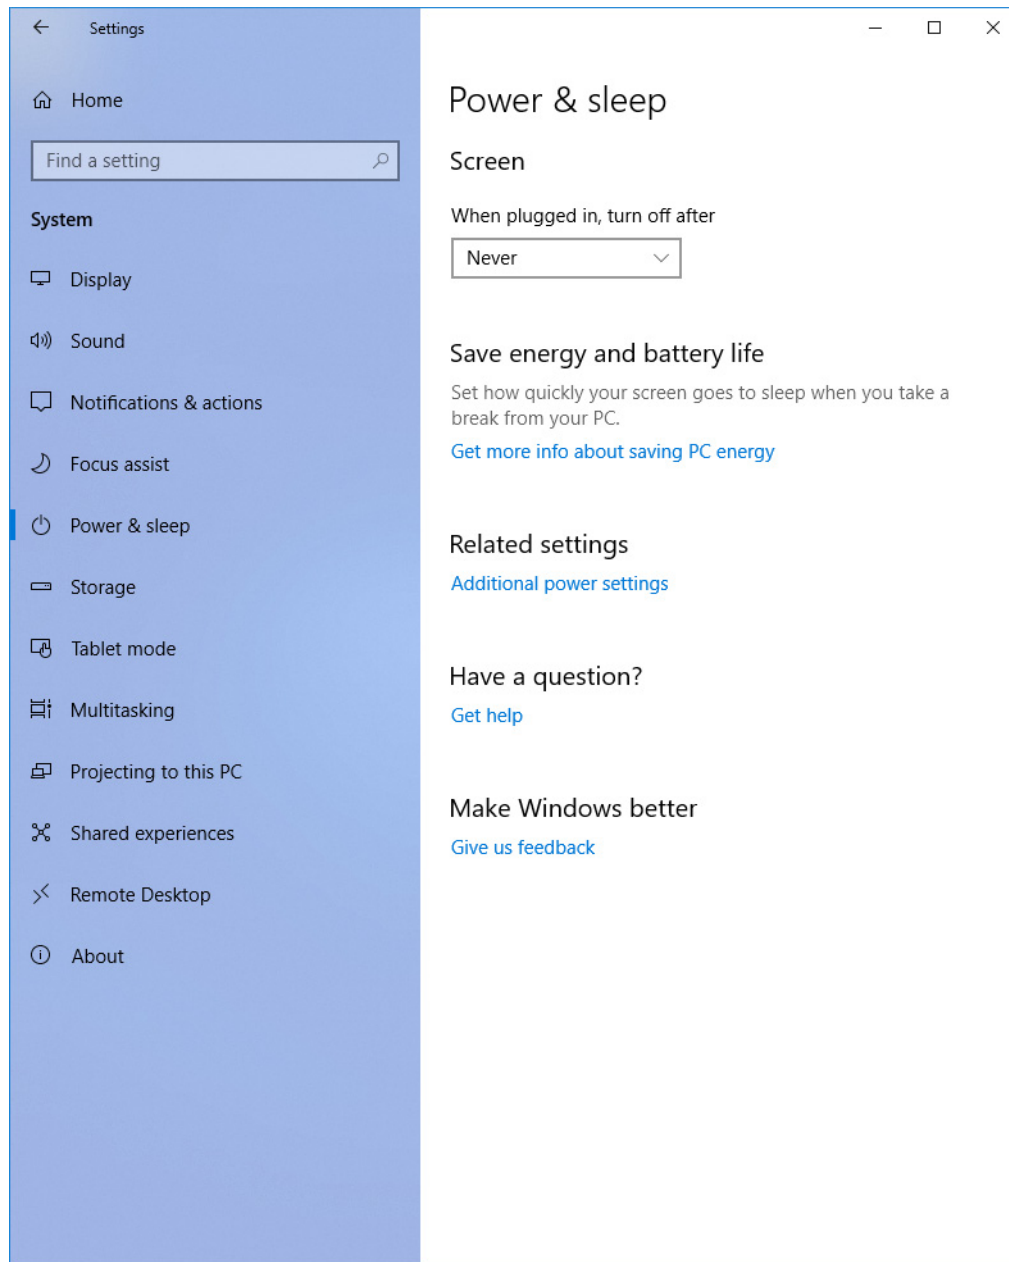 Settings
Home
Find a setting
System
Display
Sound
Notifications & actions
Focus assist
Power & sleep
Storage
Tablet mode
Multitasking
Projecting to this PC
Shared experiences
Remote Desktop
About
Power & sleep
Screen
When plugged in, turn off after
Never
Save energy and battery life
Set how quickly your screen goes to sleep when you take a
break from your PC.
Get more info about saving PC energy
Related settings
Additional power settings
Have a question?
Get help
Make Windows better
Give us feedback